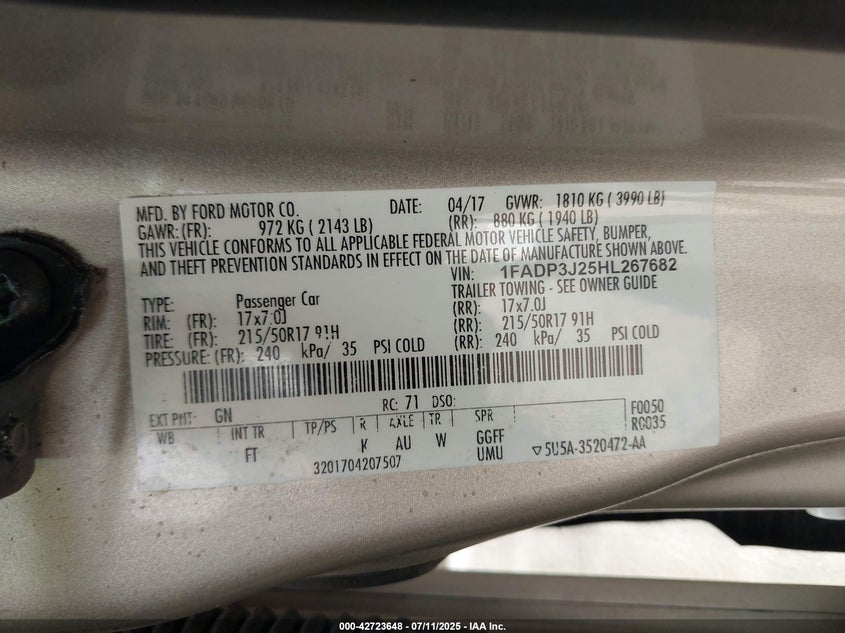 MFD. BY FORD MOTOR CO. DATE: 04/17 GVWR: 1810 KG ( 3990 LB)
GAWR: (FR): 972 KG ( 2143 LB) (RR): 880 KG ( 1940 LB)
THIS VEHICLE CONFORMS TO ALL APPLICABLE FEDERAL MOTOR VEHICLE SAFETY, BUMPER,
AND THEFT PREVENTION STANDARDS IN EFFECT ON THE DATE OF MANUFACTURE SHOWN ABOVE.
VIN: 1FADP3J25HL267682
TRAILER TOWING - SEE OWNER GUIDE
TYPE: Passenger Car
RIM: (FR): 17x7.0J (RR): 17x7.0J
TIRE: (FR): 215/50R17 91H (RR): 215/50R17 91H
PRESSURE: (FR): 240 kPa/ 35 PSI COLD (RR): 240 kPa/ 35 PSI COLD
EXT PNT: GN RC: 71 DSO: F0050
WB INT TR TP/PS R AXLE TR SPR R0035
FT K AU W GGFF
3201704207507 UMU ▽5U5A-3520472-AA
000-42723648 - 07/11/2025 - IAA Inc.